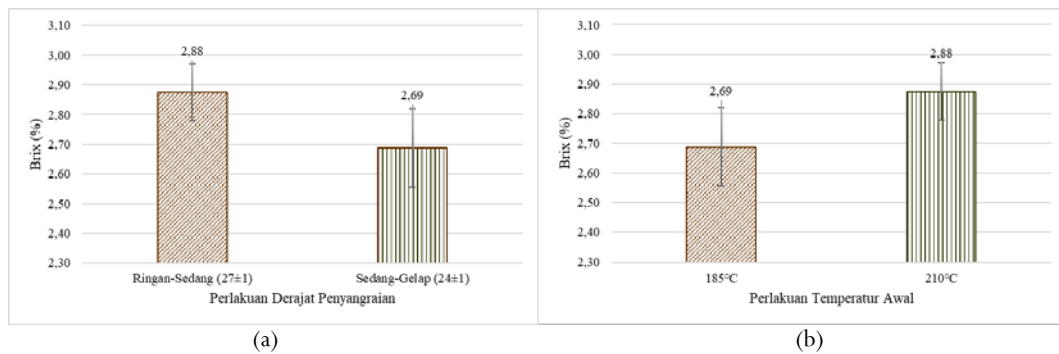 3,10
3,00
2,90
2,80
2,70
2,60
2,50
2,40
2,30
Brix (%)
2,88
2,69
Ringan-Sedang (27±1)
Sedang-Gelap (24±1)
Perlakuan Derajat Penyangraian
(a)
3,10
3,00
2,90
2,80
2,70
2,60
2,50
2,40
2,30
Brix (%)
2,69
2,88
185°C
210°C
Perlakuan Temperatur Awal
(b)